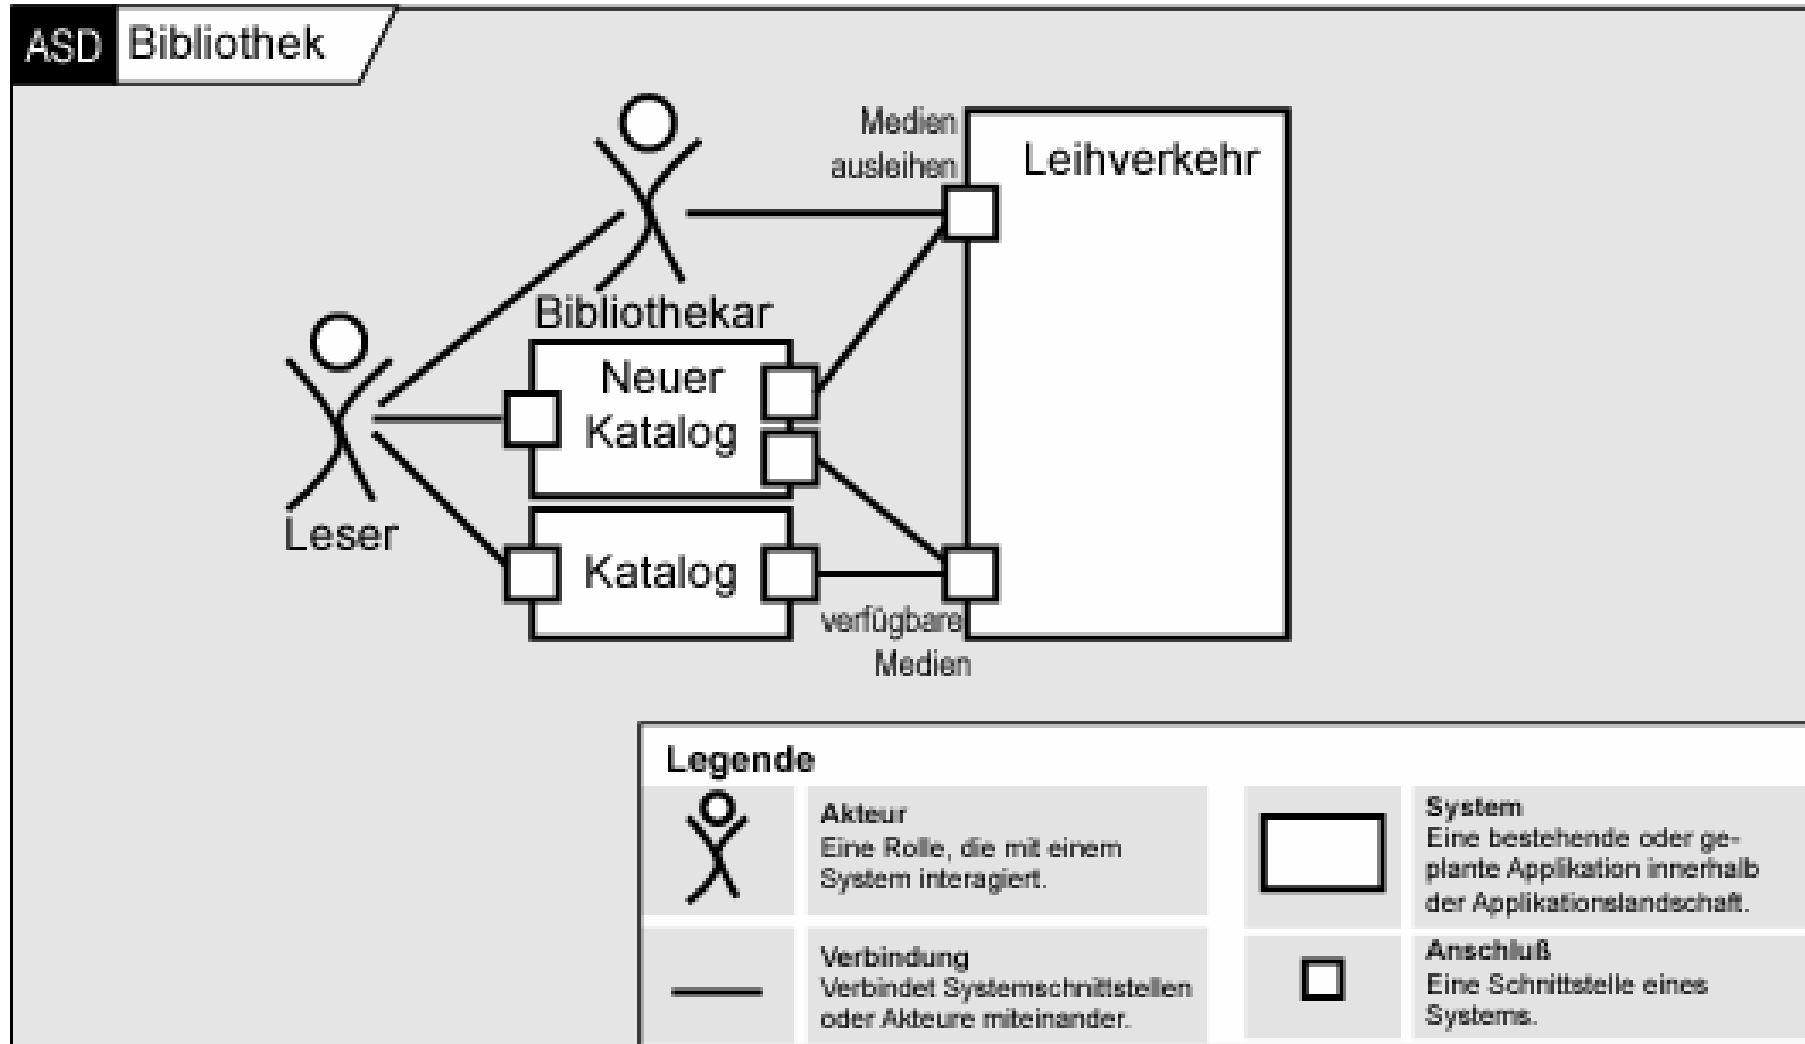 ASD Bibliothek
Medien
ausleihen
Leihverkehr
Bibliothekar
Neuer
Katalog
Leser
Katalog
verfügbare
Medien
Legende
Akteur
Eine Rolle, die mit einem
System interagiert.
System
Eine bestehende oder ge-
plante Applikation innerhalb
der Applikationslandschaft.
Verbindung
Verbindet Systemschnittstellen
oder Akteure miteinander.
Anschluß
Eine Schnittstelle eines
Systems.